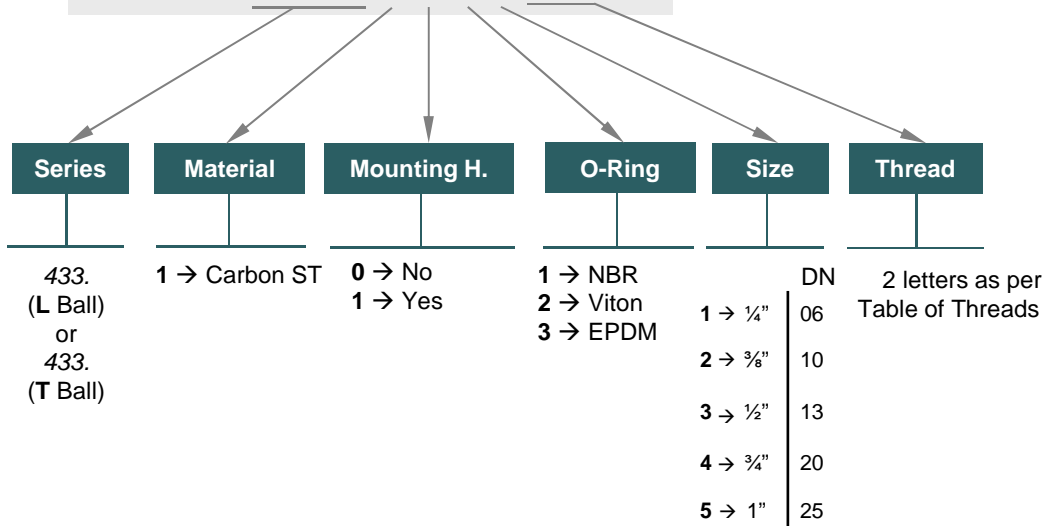 Series Material Mounting H. O-Ring Size Thread
433.
(L Ball)
or
433.
(T Ball)
1 → Carbon ST
0 → No
1 → Yes
1 → NBR
2 → Viton
3 → EPDM
DN
1 → ¼” 06
2 → ⅜” 10
3 → ½” 13
4 → ¾” 20
5 → 1” 25
2 letters as per
Table of Threads